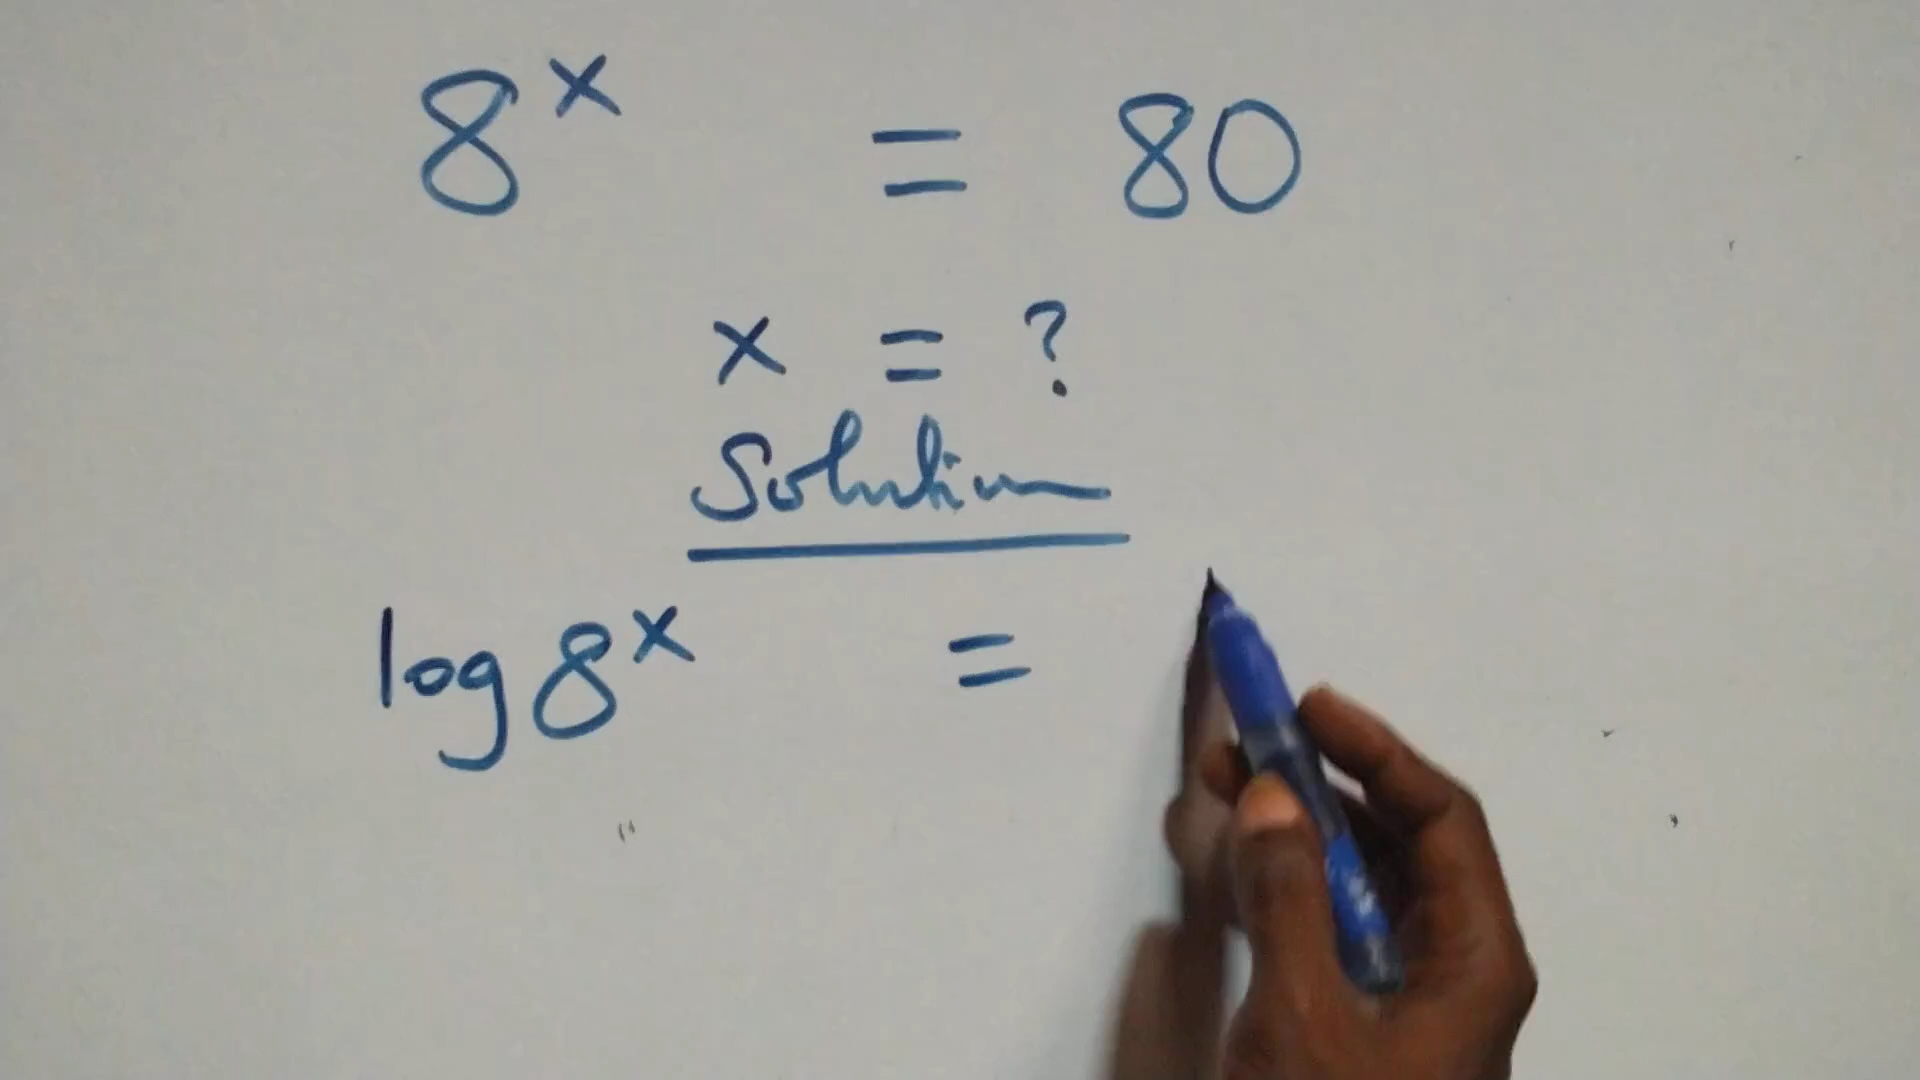 8^x = 80
x = ?
Solution
log 8^x =